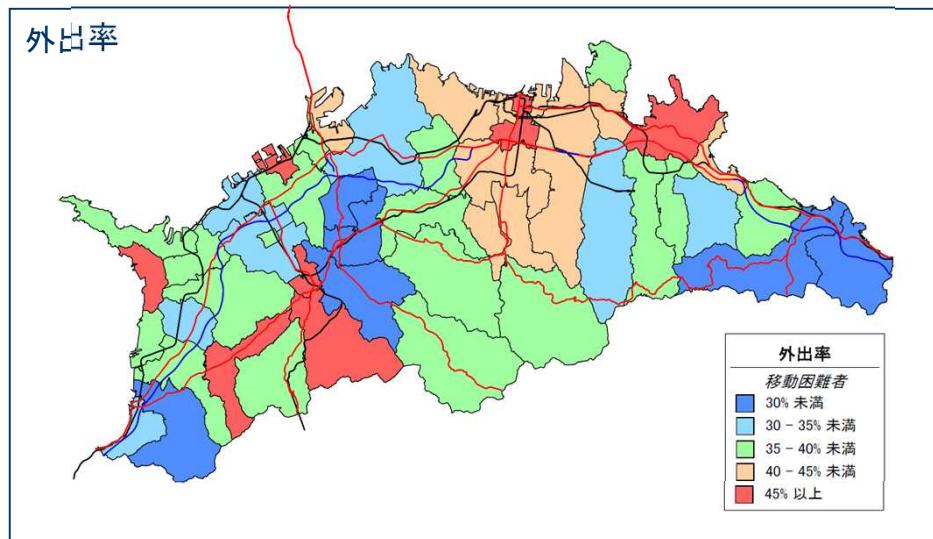 外出率
外出率
移動困難者
30% 未満
30 - 35% 未満
35 - 40% 未満
40 - 45% 未満
45% 以上